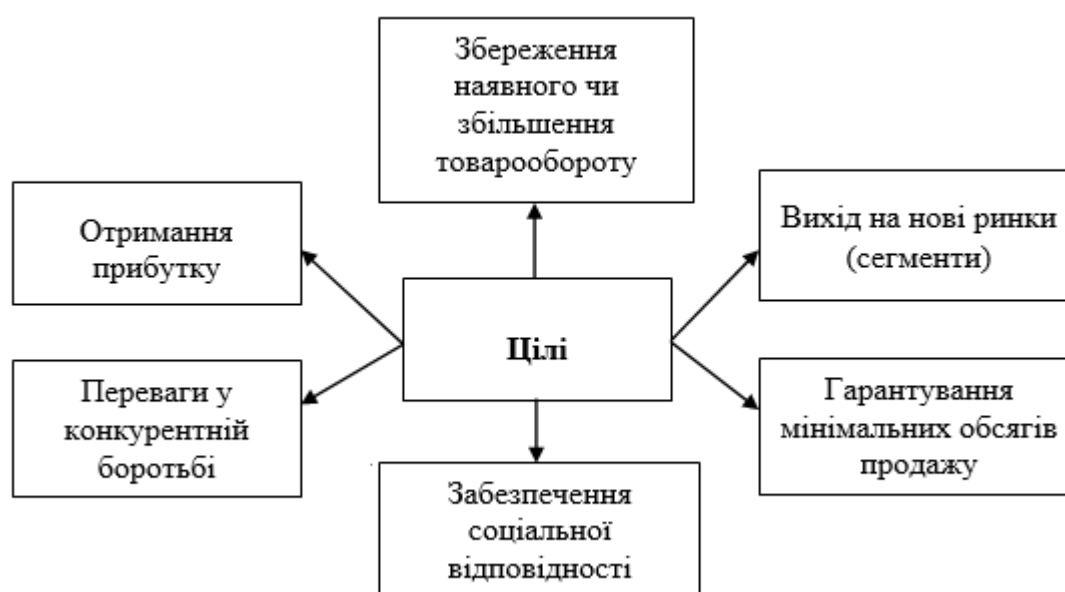 Збереження
наявного чи
збільшення
товарообороту
Отримання
прибутку
Вихід на нові ринки
(сегменти)
Цілі
Переваги у
конкурентній
боротьбі
Гарантування
мінімальних обсягів
продажу
Забезпечення
соціальної
відповідності